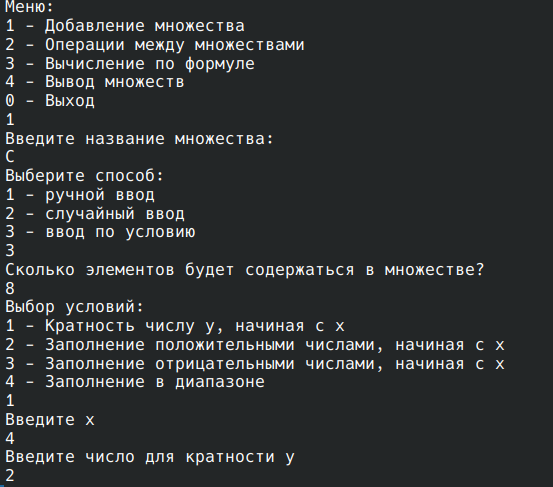 Меню:
1 - Добавление множества
2 - Операции между множествами
3 - Вычисление по формуле
4 - Вывод множеств
0 - Выход
1
Введите название множества:
C
Выберите способ:
1 - ручной ввод
2 - случайный ввод
3 - ввод по условию
3
Сколько элементов будет содержаться в множестве?
8
Выбор условий:
1 - Кратность числу y, начиная с x
2 - Заполнение положительными числами, начиная с x
3 - Заполнение отрицательными числами, начиная с x
4 - Заполнение в диапазоне
1
Введите x
4
Введите число для кратности y
2